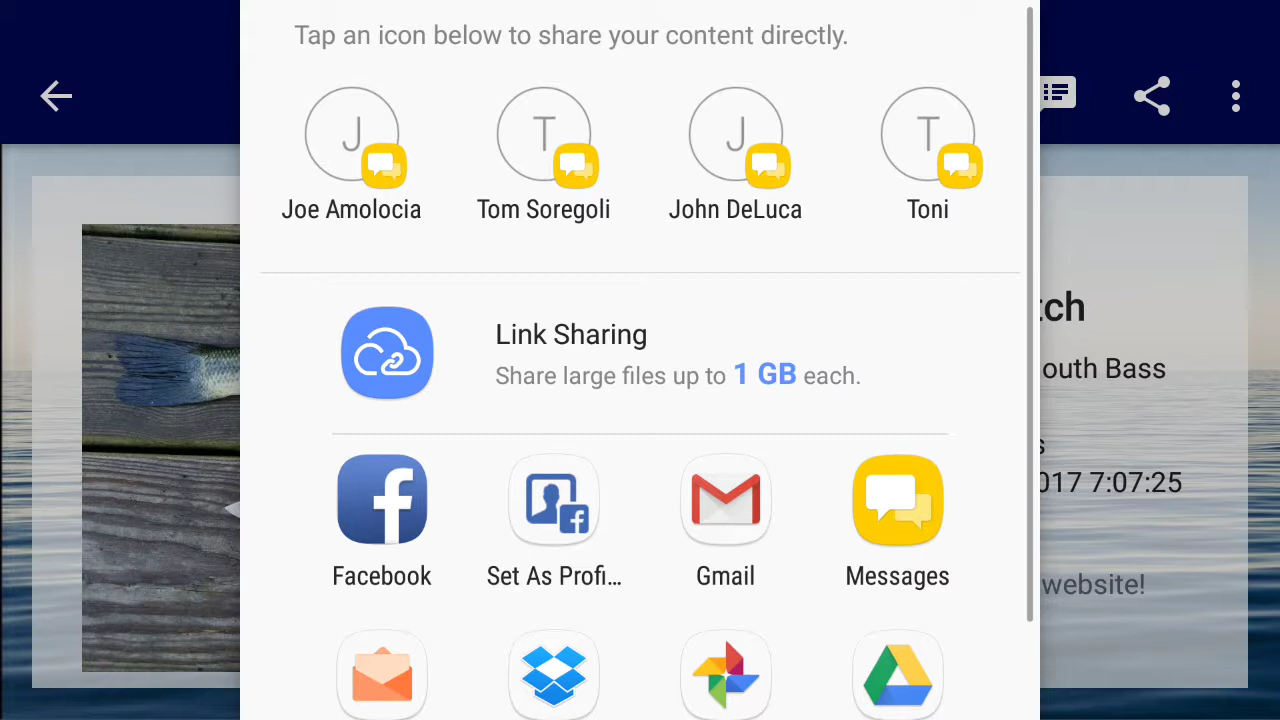 Tap an icon below to share your content directly.
J T J T
Joe Amolocia Tom Soregoli John DeLuca Toni
Link Sharing
Share large files up to 1 GB each.
Facebook Set As Profi... Gmail Messages
tch
outh Bass
s
017 7:07:25
website!